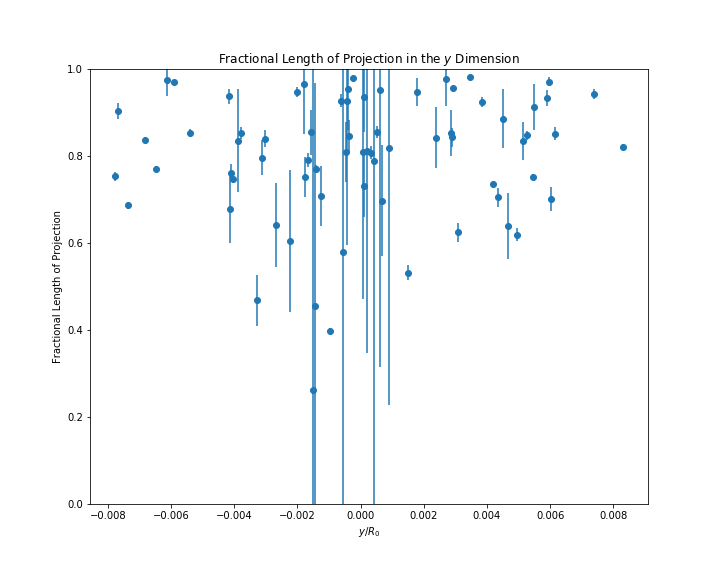 Fractional Length of Projection in the y Dimension
Fractional Length of Projection
1.0
0.8
0.6
0.4
0.2
0.0
−0.008 −0.006 −0.004 −0.002 0.000 0.002 0.004 0.006 0.008
y/R₀